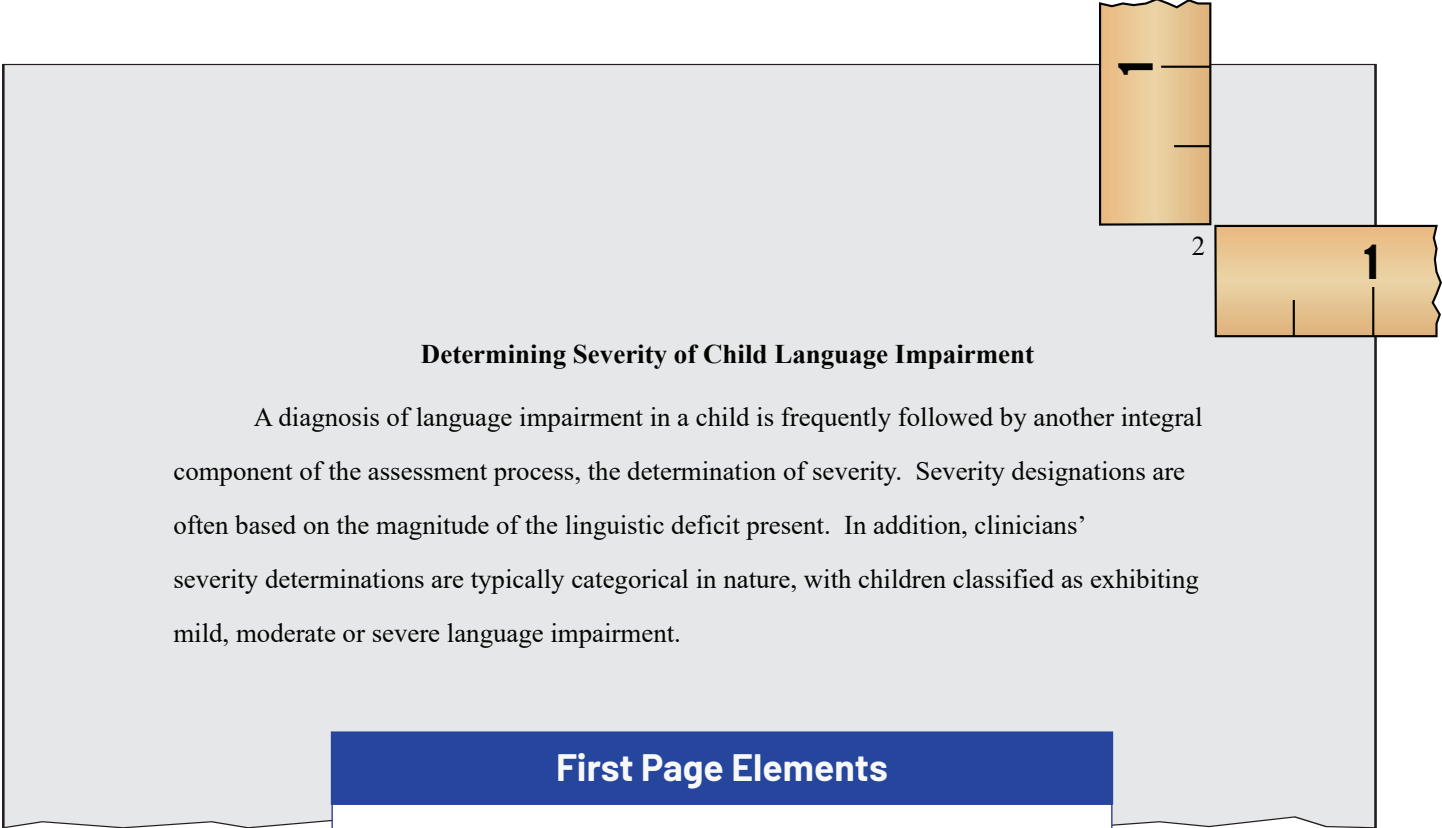 1
2
1
Determining Severity of Child Language Impairment
A diagnosis of language impairment in a child is frequently followed by another integral
component of the assessment process, the determination of severity.  Severity designations are
often based on the magnitude of the linguistic deficit present.  In addition, clinicians’
severity determinations are typically categorical in nature, with children classified as exhibiting
mild, moderate or severe language impairment.
First Page Elements